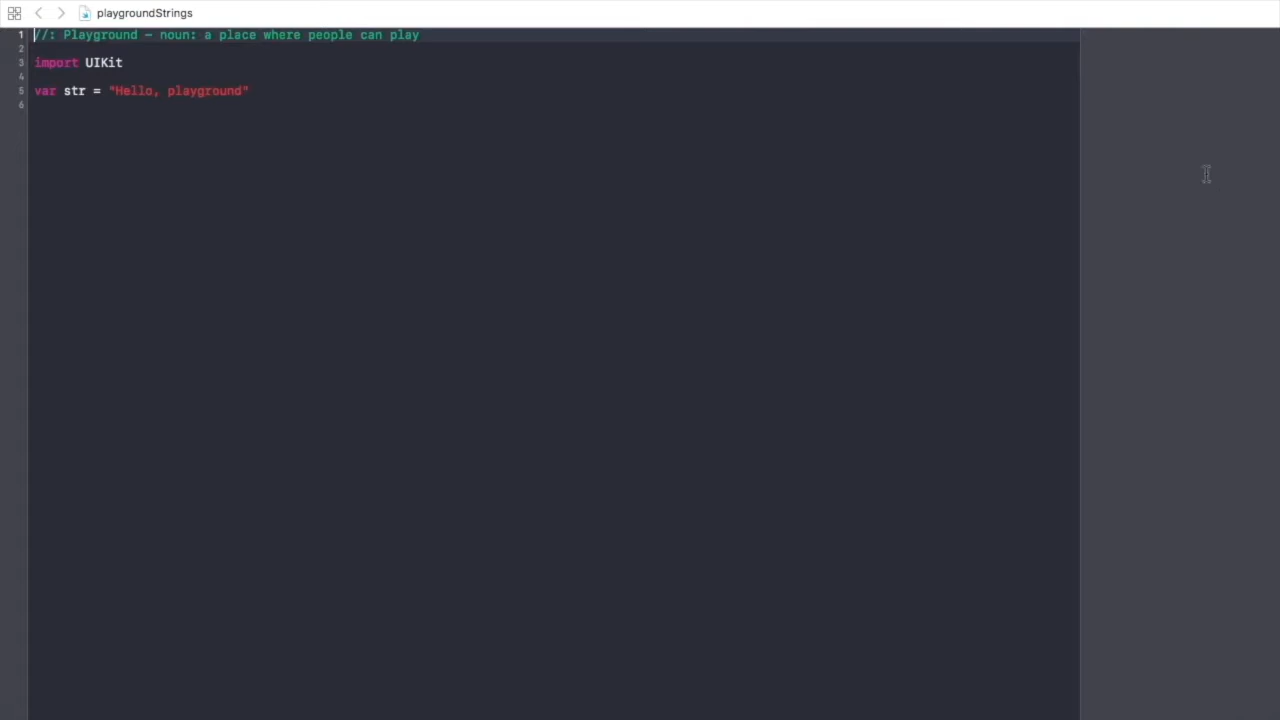 playgroundStrings
1 //: Playground - noun: a place where people can play
2
3 import UIKit
4
5 var str = "Hello, playground"
6